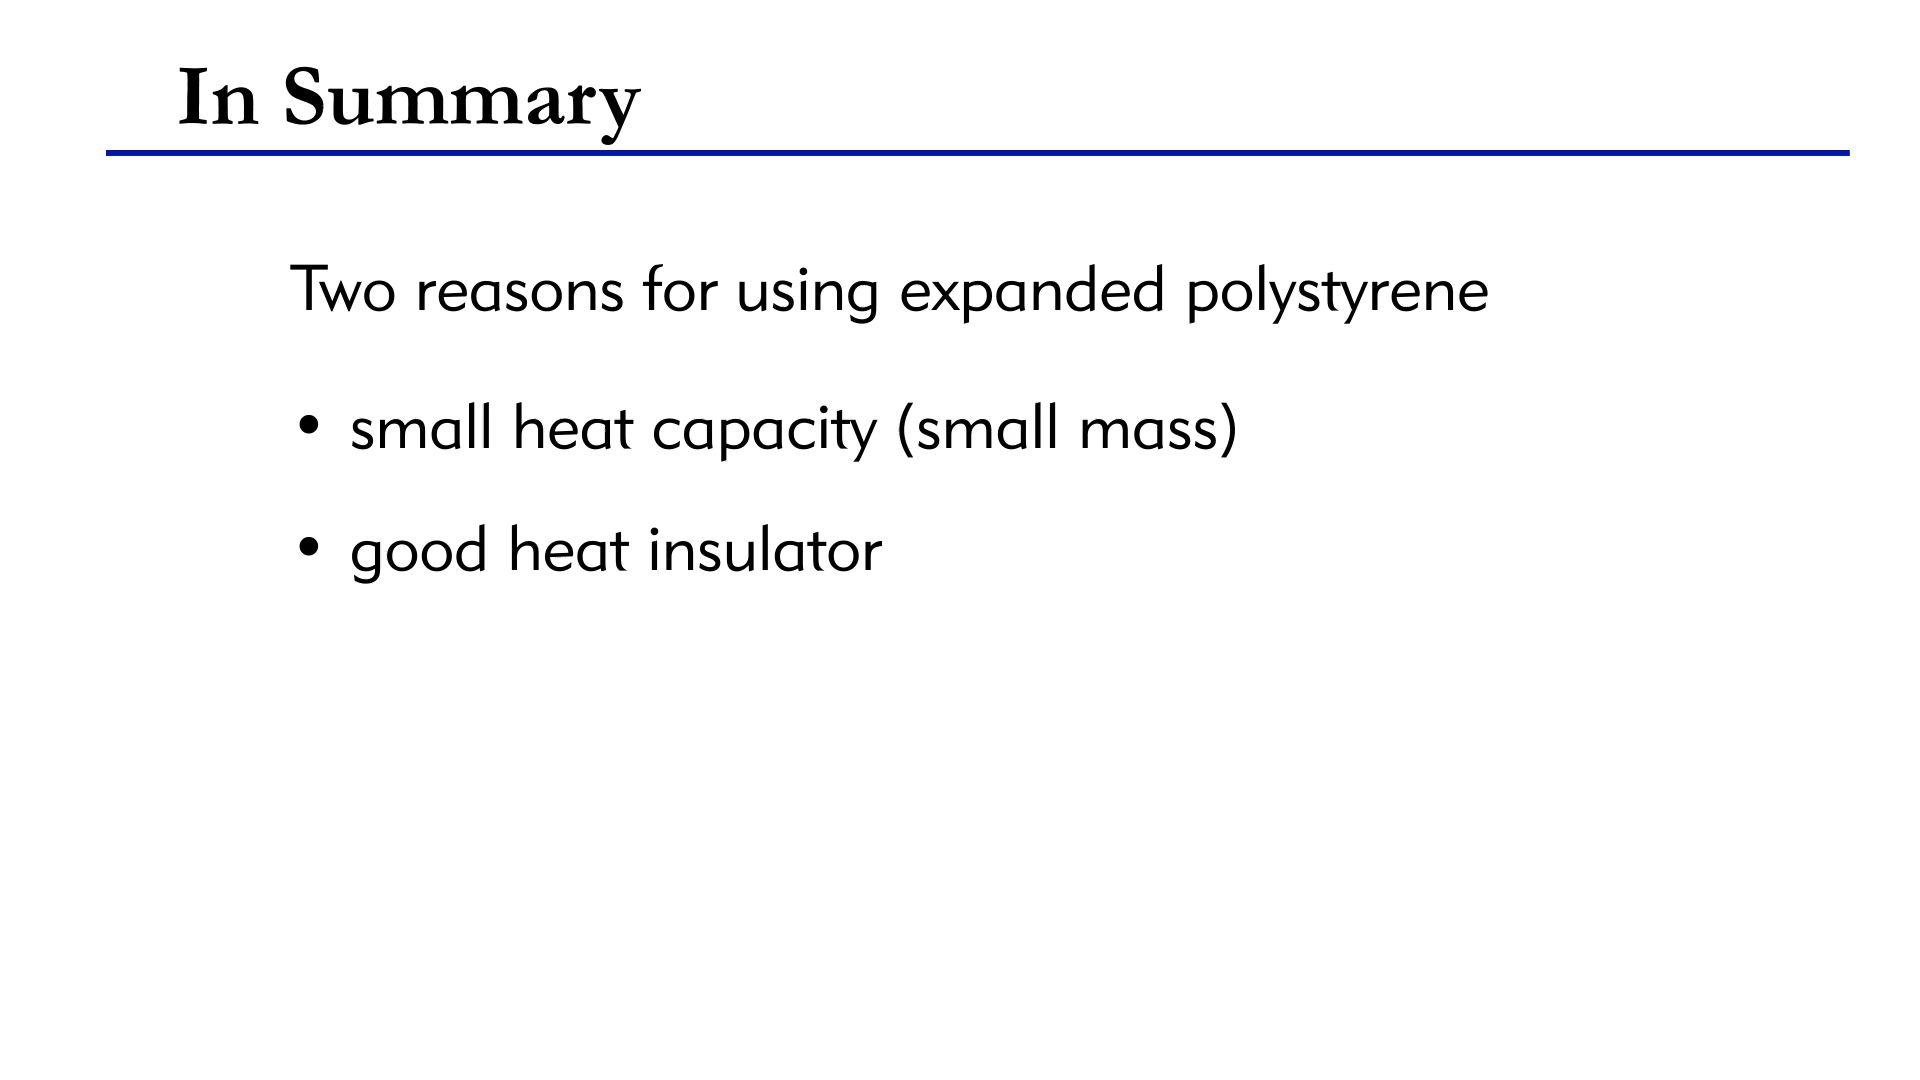 In Summary
Two reasons for using expanded polystyrene
• small heat capacity (small mass)
• good heat insulator